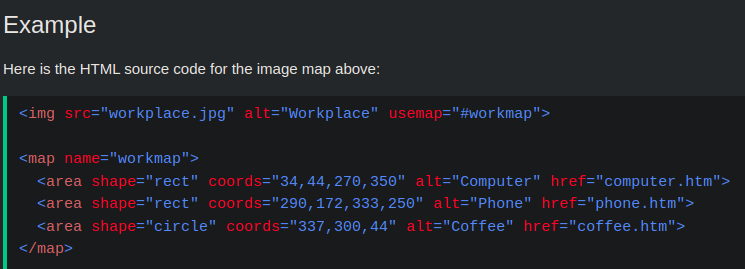 Example
Here is the HTML source code for the image map above:
<img src="workplace.jpg" alt="Workplace" usemap="#workmap">
<map name="workmap">
  <area shape="rect" coords="34,44,270,350" alt="Computer" href="computer.htm">
  <area shape="rect" coords="290,172,333,250" alt="Phone" href="phone.htm">
  <area shape="circle" coords="337,300,44" alt="Coffee" href="coffee.htm">
</map>